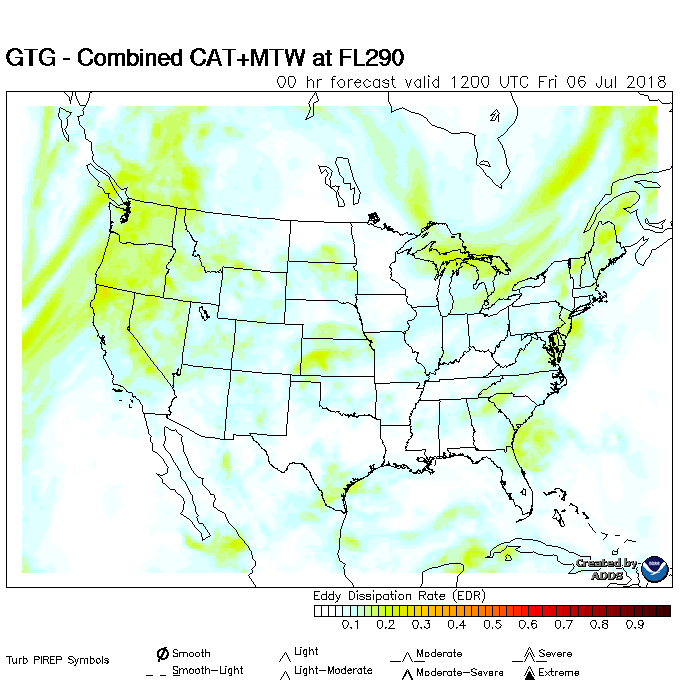 GTG - Combined CAT+MTW at FL290
00 hr forecast valid 1200 UTC Fri 06 Jul 2018
Created by
ADDS
Eddy Dissipation Rate (EDR)
0.1 0.2 0.3 0.4 0.5 0.6 0.7 0.8 0.9
Turb PIREP Symbols
Smooth Light Moderate Severe
Smooth-Light Light-Moderate Moderate-Severe Extreme